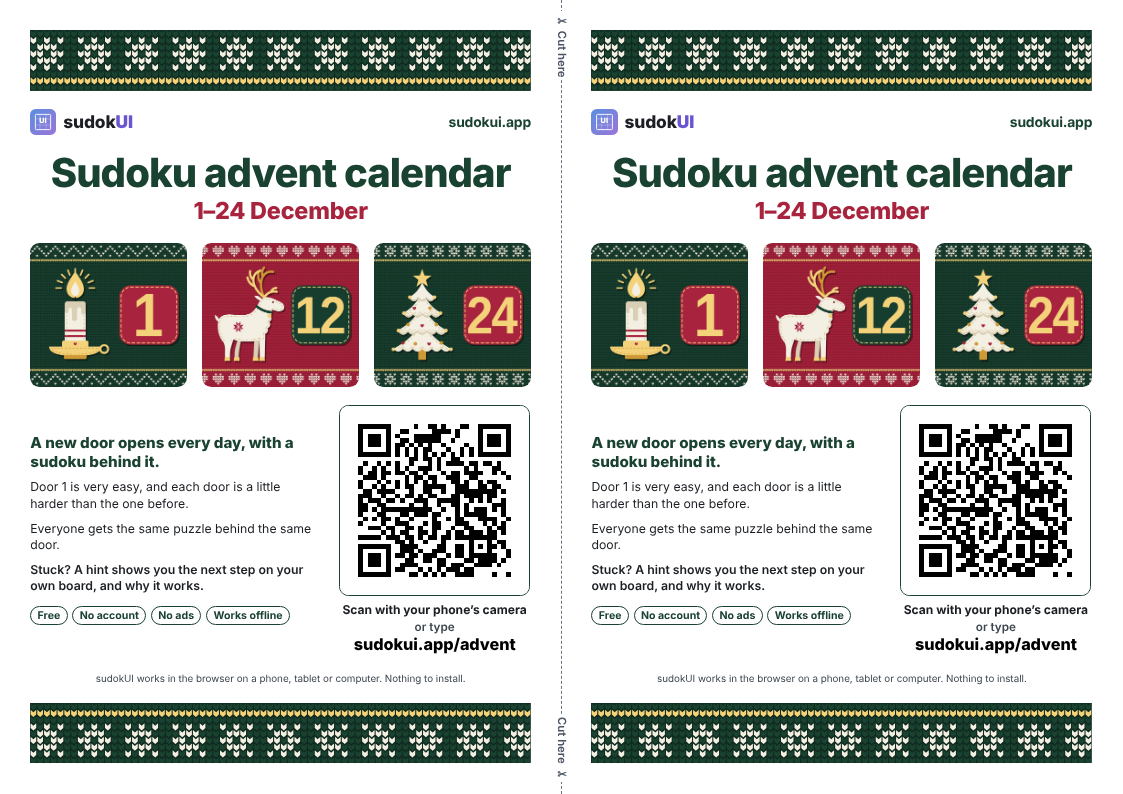 sudokUI
sudokui.app
Sudoku advent calendar
1–24 December
1
12
24
A new door opens every day, with a
sudoku behind it.
Door 1 is very easy, and each door is a little
harder than the one before.
Everyone gets the same puzzle behind the same
door.
Stuck? A hint shows you the next step on your
own board, and why it works.
Free
No account
No ads
Works offline
Scan with your phone’s camera
or type
sudokui.app/advent
sudokUI works in the browser on a phone, tablet or computer. Nothing to install.
Cut here
Cut here
sudokUI
sudokui.app
Sudoku advent calendar
1–24 December
1
12
24
A new door opens every day, with a
sudoku behind it.
Door 1 is very easy, and each door is a little
harder than the one before.
Everyone gets the same puzzle behind the same
door.
Stuck? A hint shows you the next step on your
own board, and why it works.
Free
No account
No ads
Works offline
Scan with your phone’s camera
or type
sudokui.app/advent
sudokUI works in the browser on a phone, tablet or computer. Nothing to install.